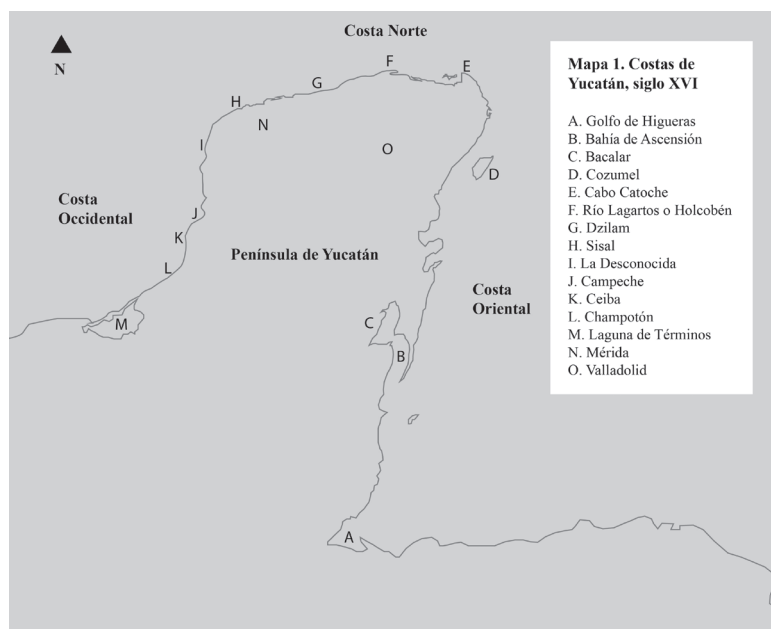 Costa Norte
N
F
E
G
H
N
I
O
D
Costa
Occidental
J
K
Península de Yucatán
L
Costa
Oriental
M
C
B
A
Mapa 1. Costas de
Yucatán, siglo XVI
A. Golfo de Higueras
B. Bahía de Ascensión
C. Bacalar
D. Cozumel
E. Cabo Catoche
F. Río Lagartos o Holcobén
G. Dzilam
H. Sisal
I. La Desconocida
J. Campeche
K. Ceiba
L. Champotón
M. Laguna de Términos
N. Mérida
O. Valladolid